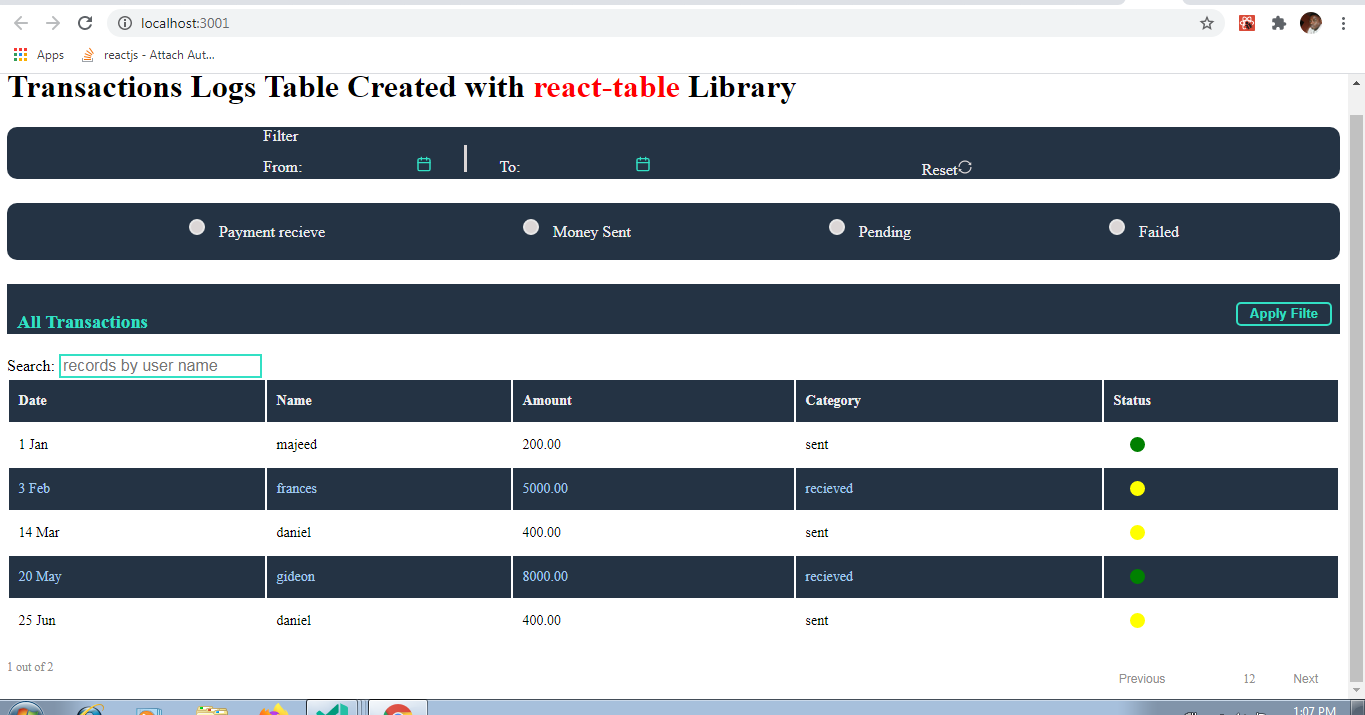 localhost:3001
Apps reactjs - Attach Aut...
Transactions Logs Table Created with react-table Library
Filter
From: To: Reset
Payment recieve Money Sent Pending Failed
All Transactions Apply Filte
Search: records by user name
Date Name Amount Category Status
1 Jan majeed 200.00 sent
3 Feb frances 5000.00 recieved
14 Mar daniel 400.00 sent
20 May gideon 8000.00 recieved
25 Jun daniel 400.00 sent
1 out of 2
Previous 12 Next
1:07 PM